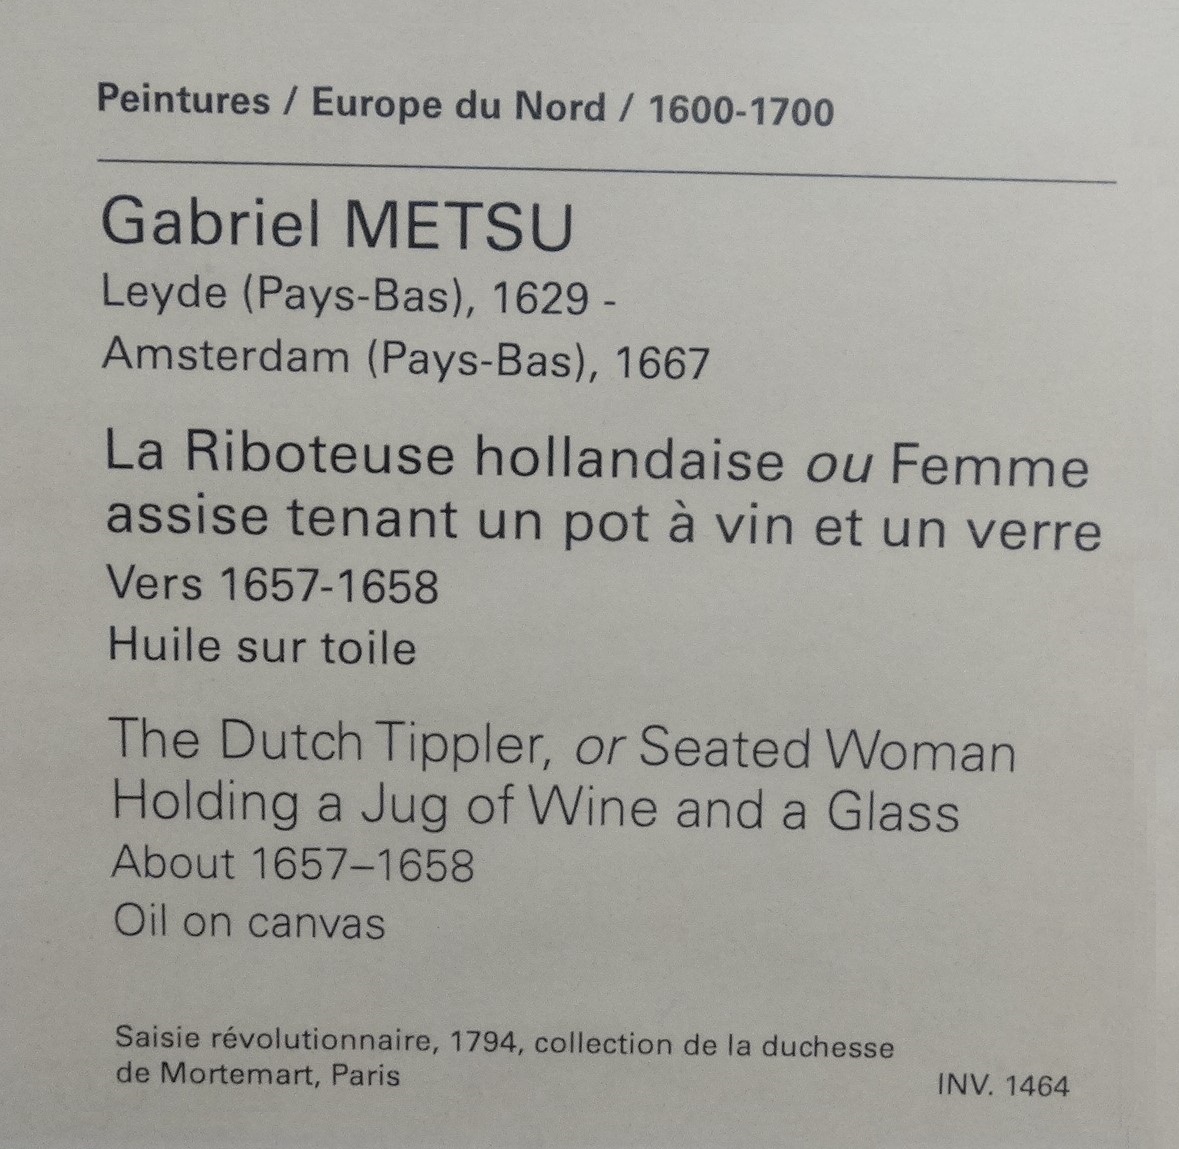 Peintures / Europe du Nord / 1600-1700
Gabriel METSU
Leyde (Pays-Bas), 1629 -
Amsterdam (Pays-Bas), 1667
La Riboteuse hollandaise ou Femme
assise tenant un pot à vin et un verre
Vers 1657-1658
Huile sur toile
The Dutch Tippler, or Seated Woman
Holding a Jug of Wine and a Glass
About 1657–1658
Oil on canvas
Saisie révolutionnaire, 1794, collection de la duchesse
de Mortemart, Paris
INV. 1464